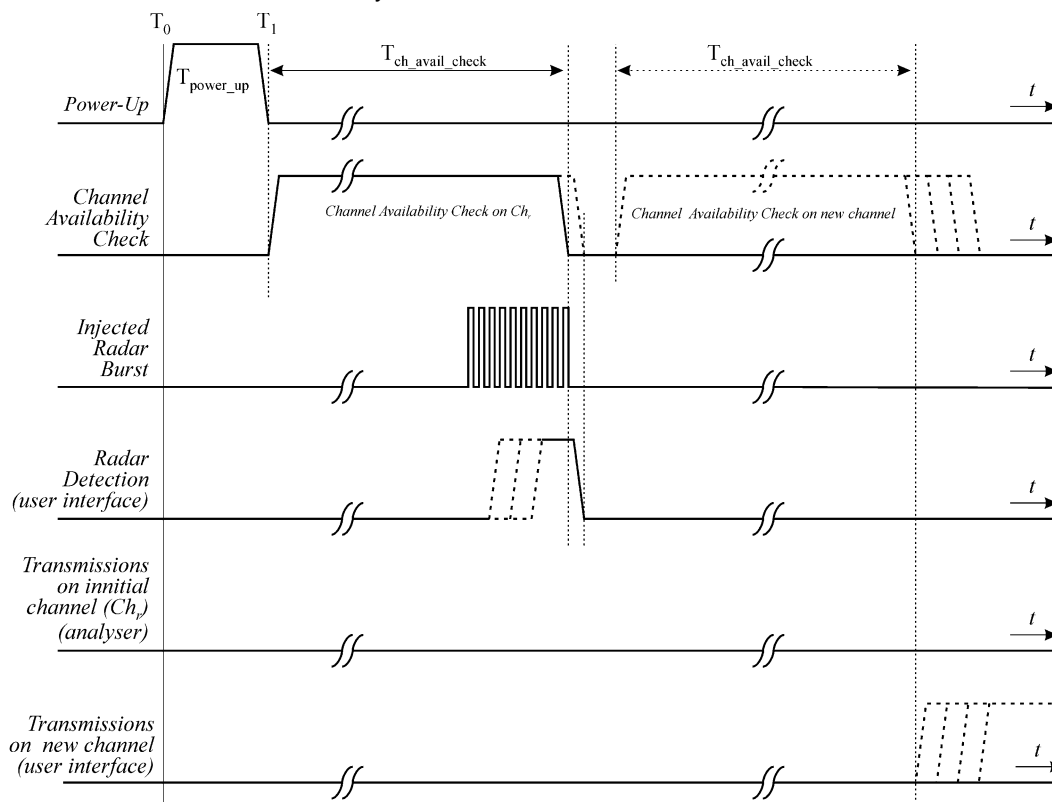 T0 T1
Tpower_up
Tch_avail_check
Tch_avail_check
Power-Up
t
Channel
Availability
Check
Channel Availability Check on Chr
Channel Availability Check on new channel
t
Injected
Radar
Burst
t
Radar
Detection
(user interface)
t
Transmissions
on innitial
channel (Chr)
(analyser)
t
Transmissions
on new channel
(user interface)
t